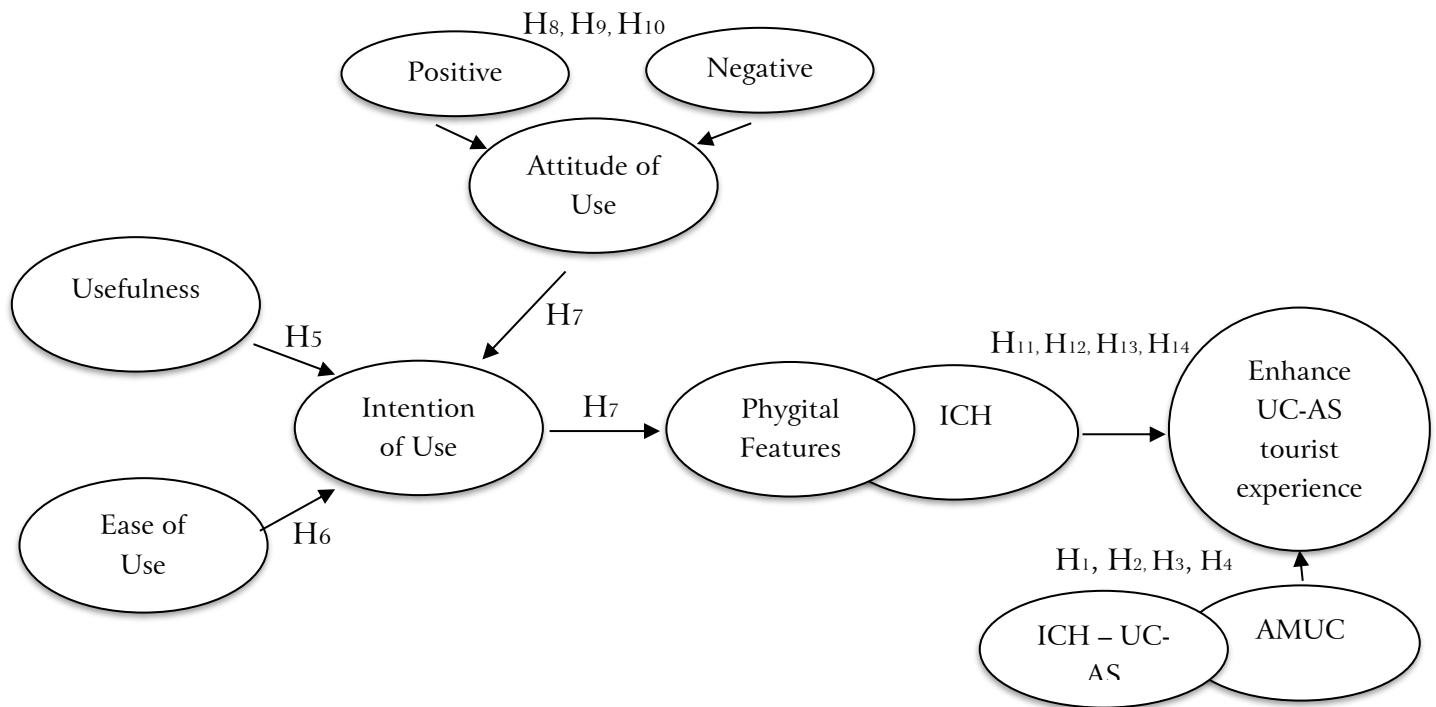 H8, H9, H10
Positive
Negative
Attitude of
Use
Usefulness
H5
H7
Intention
of Use
H7
Phygital
Features
ICH
H11, H12, H13, H14
Enhance
UC-AS
tourist
experience
Ease of
Use
H6
H1, H2, H3, H4
ICH – UC-
AS
AMUC